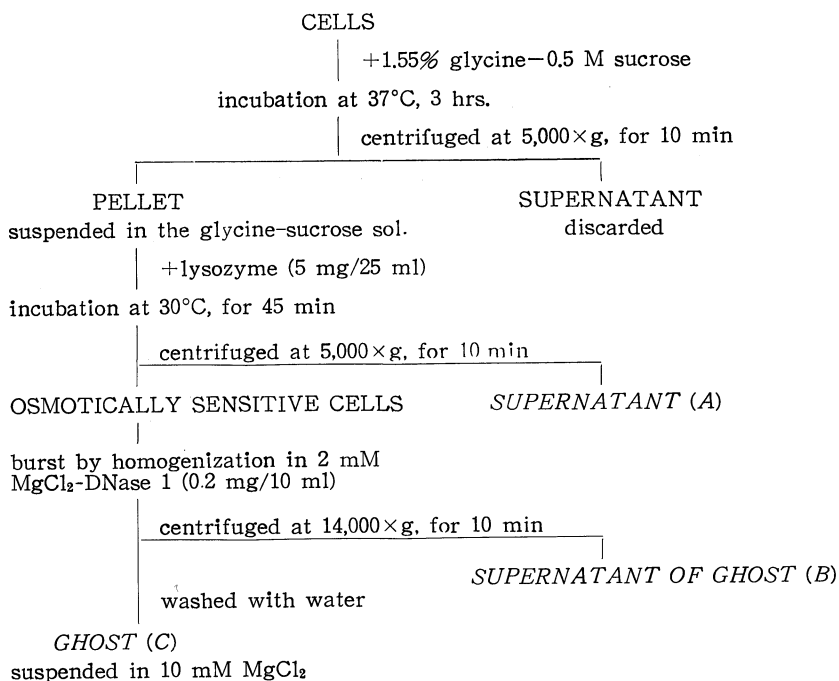 CELLS
+1.55% glycine−0.5 M sucrose
incubation at 37°C, 3 hrs.
centrifuged at 5,000×g, for 10 min
PELLET
suspended in the glycine-sucrose sol.
SUPERNATANT
discarded
+lysozyme (5 mg/25 ml)
incubation at 30°C, for 45 min
centrifuged at 5,000×g, for 10 min
OSMOTICALLY SENSITIVE CELLS
SUPERNATANT (A)
burst by homogenization in 2 mM
MgCl₂-DNase 1 (0.2 mg/10 ml)
centrifuged at 14,000×g, for 10 min
SUPERNATANT OF GHOST (B)
washed with water
GHOST (C)
suspended in 10 mM MgCl₂